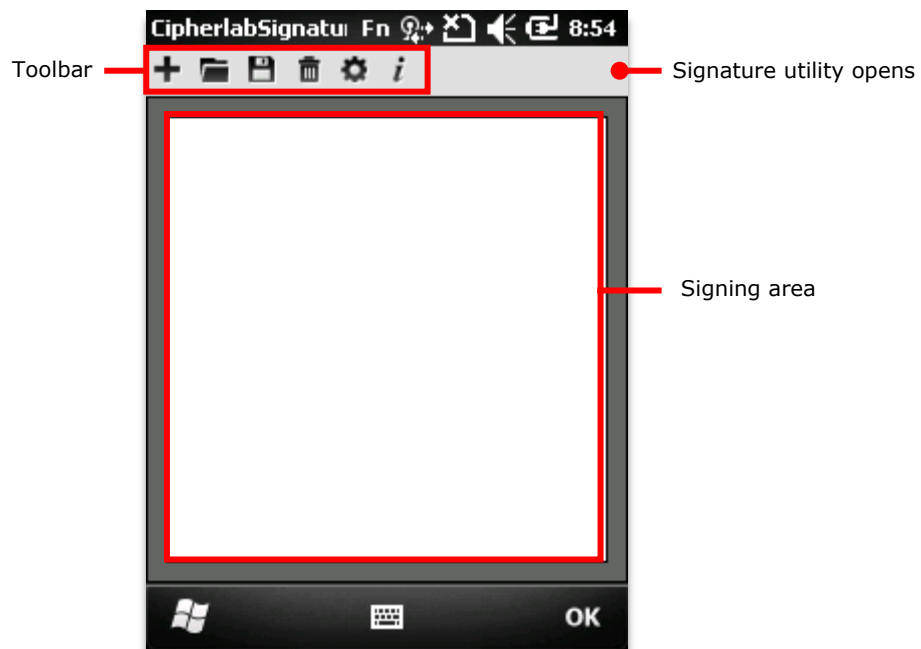 CipherlabSignatu Fn 8:54
Toolbar
i
Signature utility opens
Signing area
OK